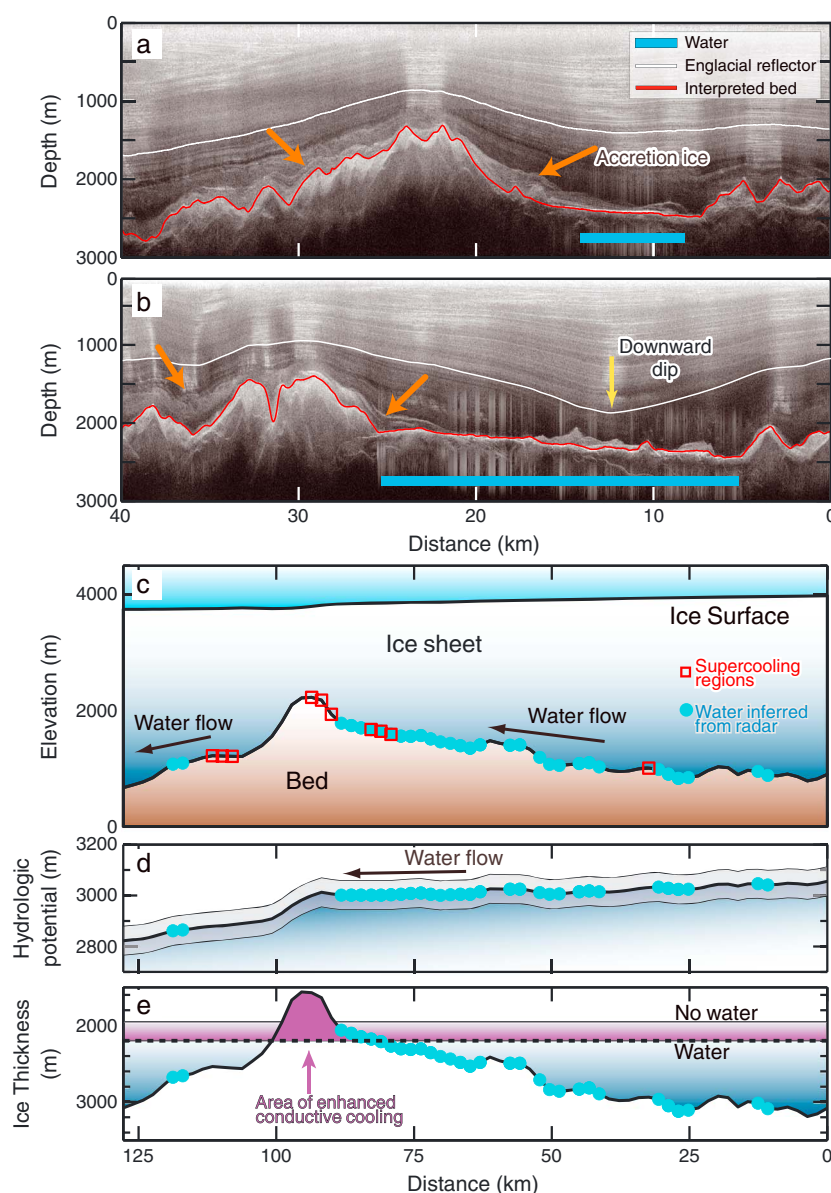 a
0
1000
2000
3000
Depth (m)
Water
Englacial reflector
Interpreted bed
Accretion ice
b
0
1000
2000
3000
Depth (m)
Downward
dip
40
30
20
10
0
Distance (km)
c
4000
2000
0
Elevation (m)
Ice Surface
Ice sheet
Supercooling
regions
Water inferred
from radar
Water flow
Water flow
Bed
d
3200
3000
2800
Hydrologic
potential (m)
Water flow
e
2000
3000
Ice Thickness
(m)
No water
Water
Area of enhanced
conductive cooling
125
100
75
50
25
0
Distance (km)